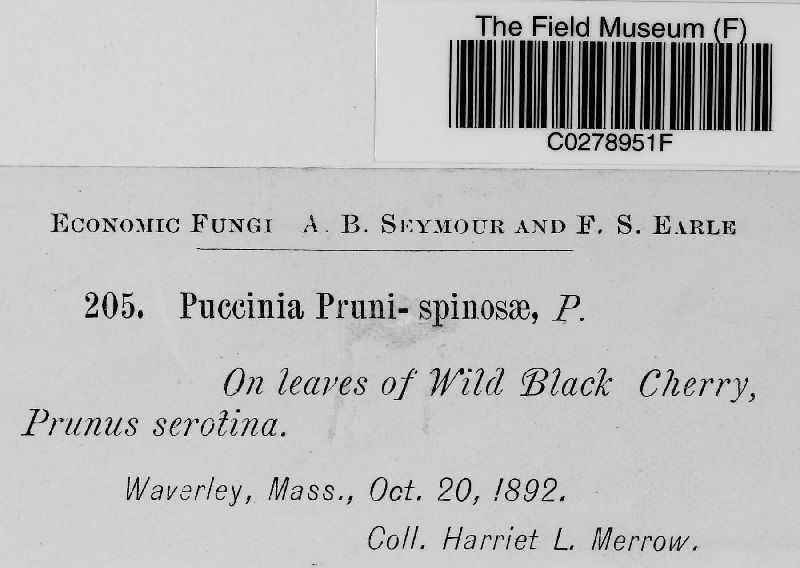 The Field Museum (F)
C0278951F
Economic Fungi A. B. Seymour and F. S. Earle
205. Puccinia Pruni-spinosæ, P.
On leaves of Wild Black Cherry,
Prunus serotina.
Waverley, Mass., Oct. 20, 1892.
Coll. Harriet L. Merrow.